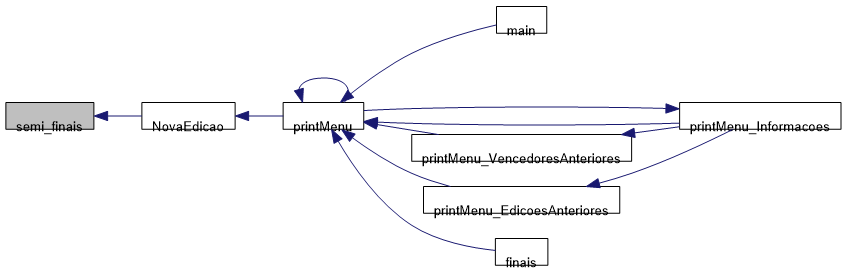 main
semi_finais
NovaEdicao
printMenu
printMenu_Informacoes
printMenu_VencedoresAnteriores
printMenu_EdicoesAnteriores
finais